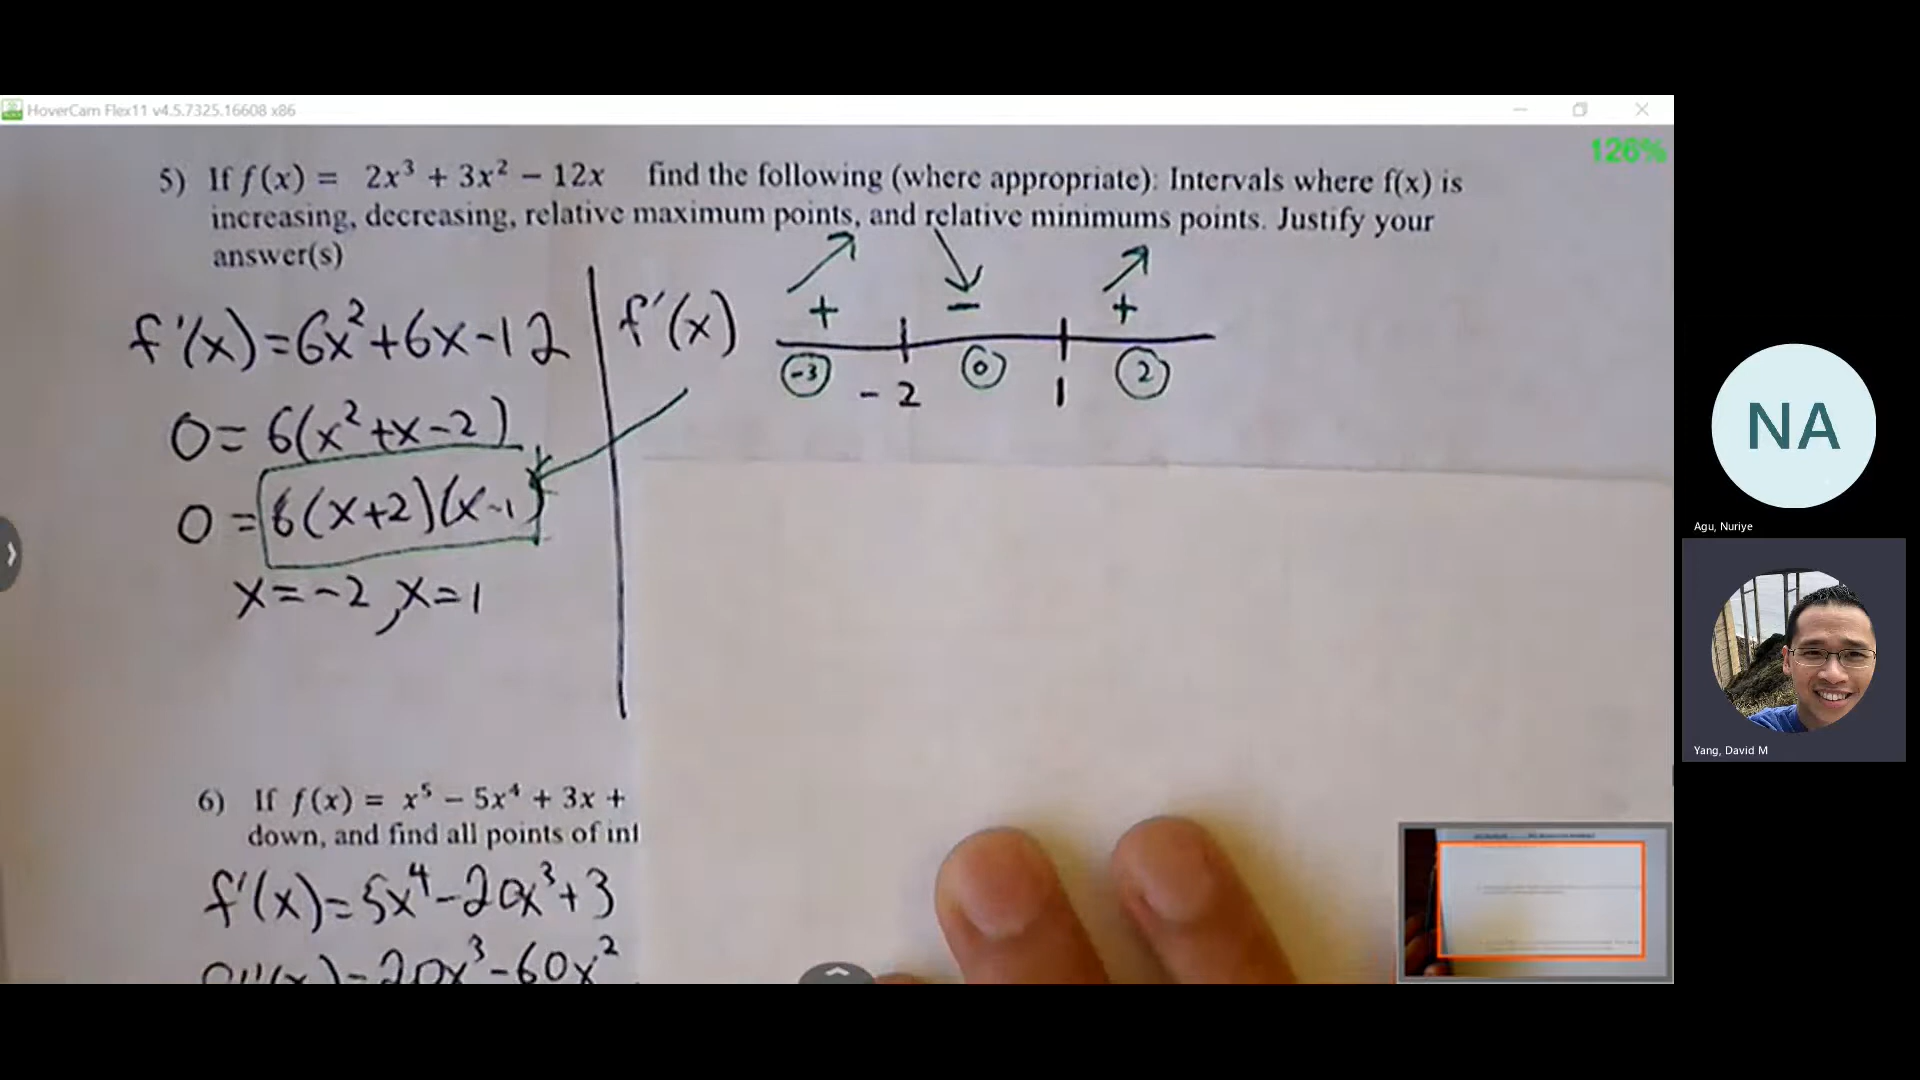 HoverCam Flex11 v4.5.7325.16608 x86
126%
5) If f(x) = 2x³ + 3x² − 12x find the following (where appropriate): Intervals where f(x) is
increasing, decreasing, relative maximum points, and relative minimums points. Justify your
answer(s)
f'(x)=6x²+6x-12
0= 6(x²+x-2)
0 = 6(x+2)(x-1)
x=-2, x=1
f'(x)
+ − +
-3 0 2
-2 1
6) If f(x) = x⁵ − 5x⁴ + 3x +
down, and find all points of
f'(x)=5x⁴-20x³+3
f''(x)=20x³-60x²
NA
Agu, Nuriye
Yang, David M